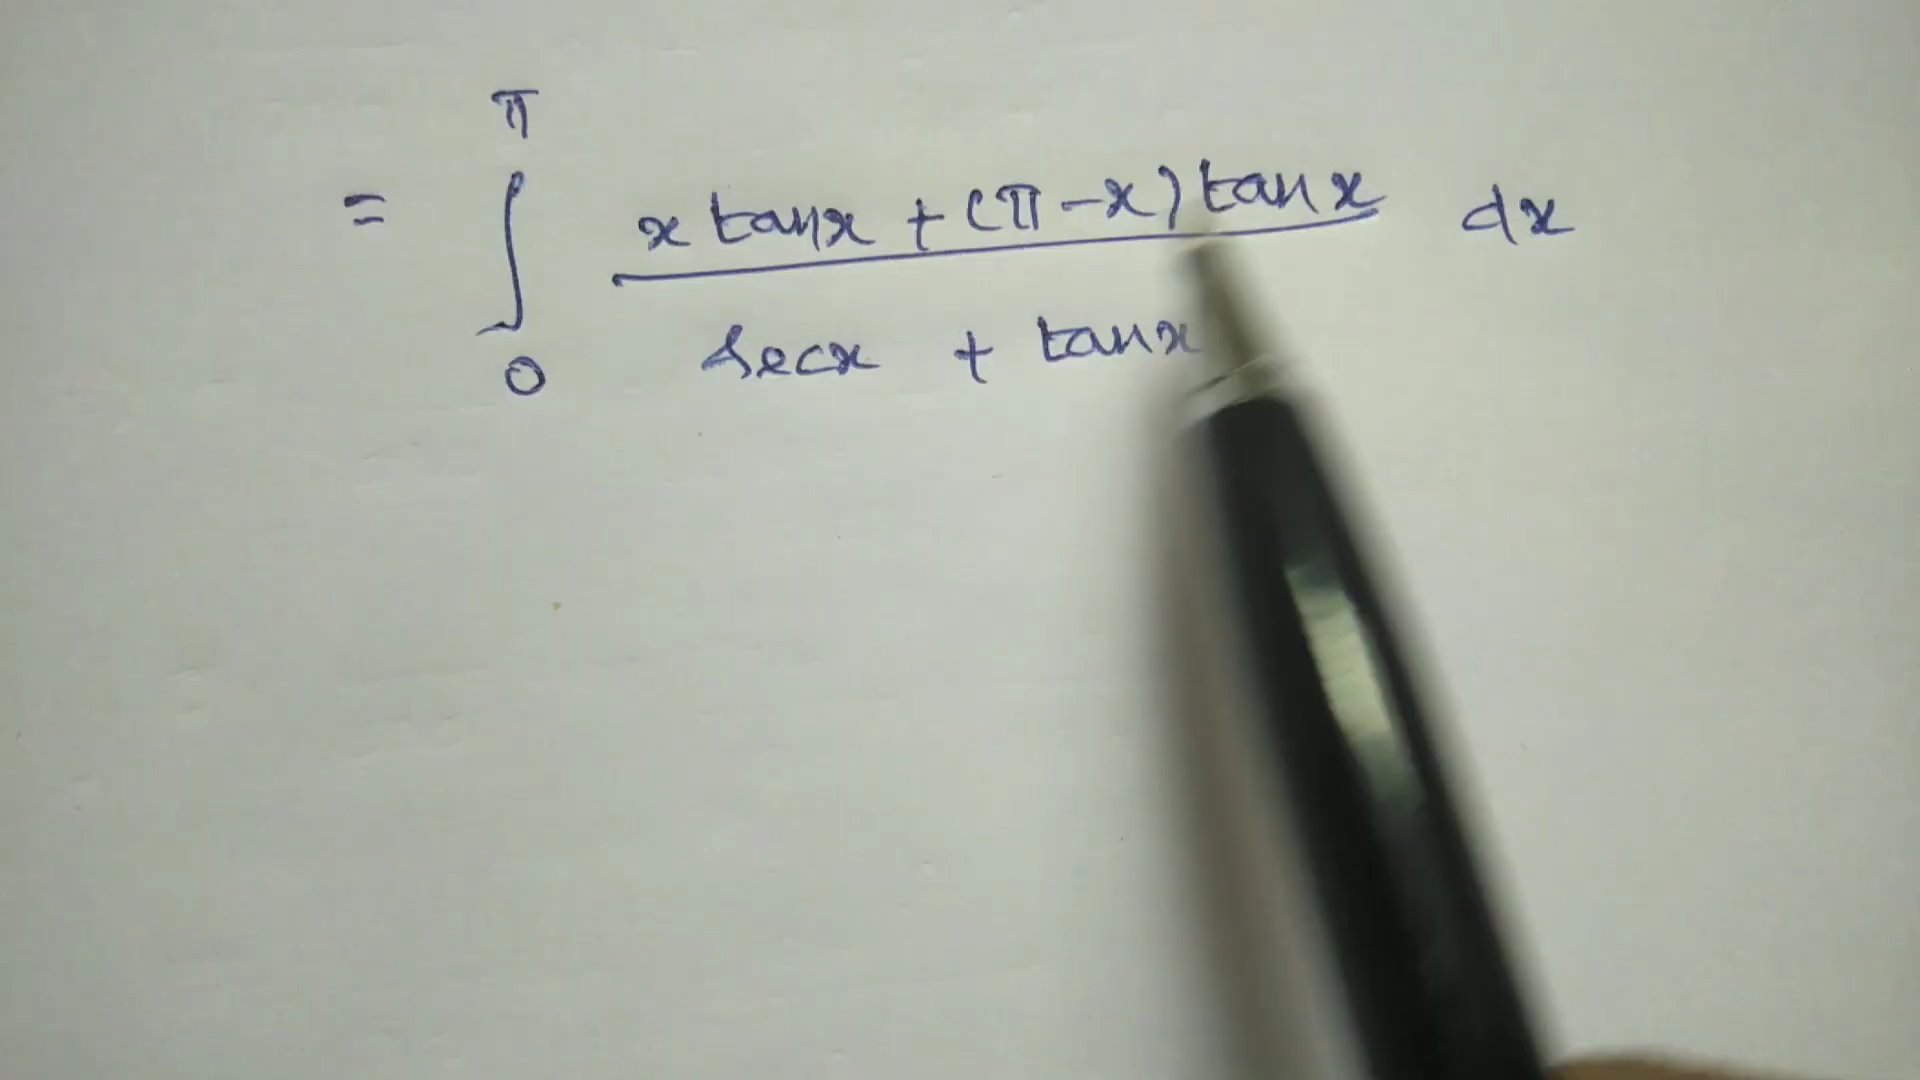 = ∫₀^π (x tanx + (π-x) tanx)/(secx + tanx) dx